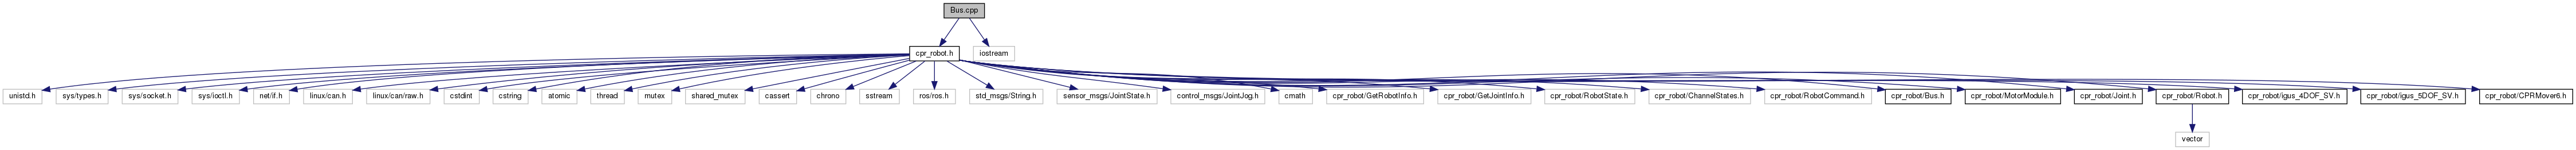 Bus.cpp
cpr_robot.h
iostream
unistd.h
sys/types.h
sys/socket.h
sys/ioctl.h
net/if.h
linux/can.h
linux/can/raw.h
cstdint
cstring
atomic
thread
mutex
shared_mutex
cassert
chrono
sstream
ros/ros.h
std_msgs/String.h
sensor_msgs/JointState.h
control_msgs/JointJog.h
cmath
cpr_robot/GetRobotInfo.h
cpr_robot/GetJointInfo.h
cpr_robot/RobotState.h
cpr_robot/ChannelStates.h
cpr_robot/RobotCommand.h
cpr_robot/Bus.h
cpr_robot/MotorModule.h
cpr_robot/Joint.h
cpr_robot/Robot.h
cpr_robot/igus_4DOF_SV.h
cpr_robot/igus_5DOF_SV.h
cpr_robot/CPRMover6.h
vector